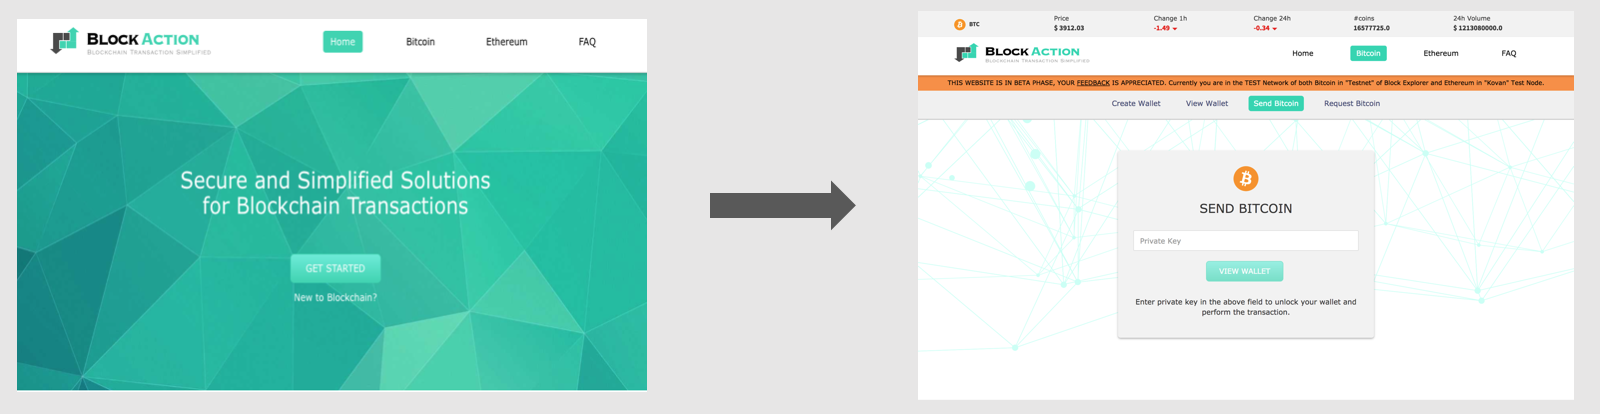 BLOCK ACTION
BLOCKCHAIN TRANSACTION SIMPLIFIED
Home Bitcoin Ethereum FAQ
Secure and Simplified Solutions
for Blockchain Transactions
GET STARTED
New to Blockchain?
BTC
Price Change 1h Change 24h #coins 24h Volume
$ 3912.03 -1.49 -0.34 16577725.0 $ 1213080000.0
BLOCK ACTION
BLOCKCHAIN TRANSACTION SIMPLIFIED
Home Bitcoin Ethereum FAQ
THIS WEBSITE IS IN BETA PHASE, YOUR FEEDBACK IS APPRECIATED. Currently you are in the TEST Network of both Bitcoin in "Testnet" of Block Explorer and Ethereum in "Kovan" Test Node.
Create Wallet View Wallet Send Bitcoin Request Bitcoin
SEND BITCOIN
Private Key
VIEW WALLET
Enter private key in the above field to unlock your wallet and
perform the transaction.